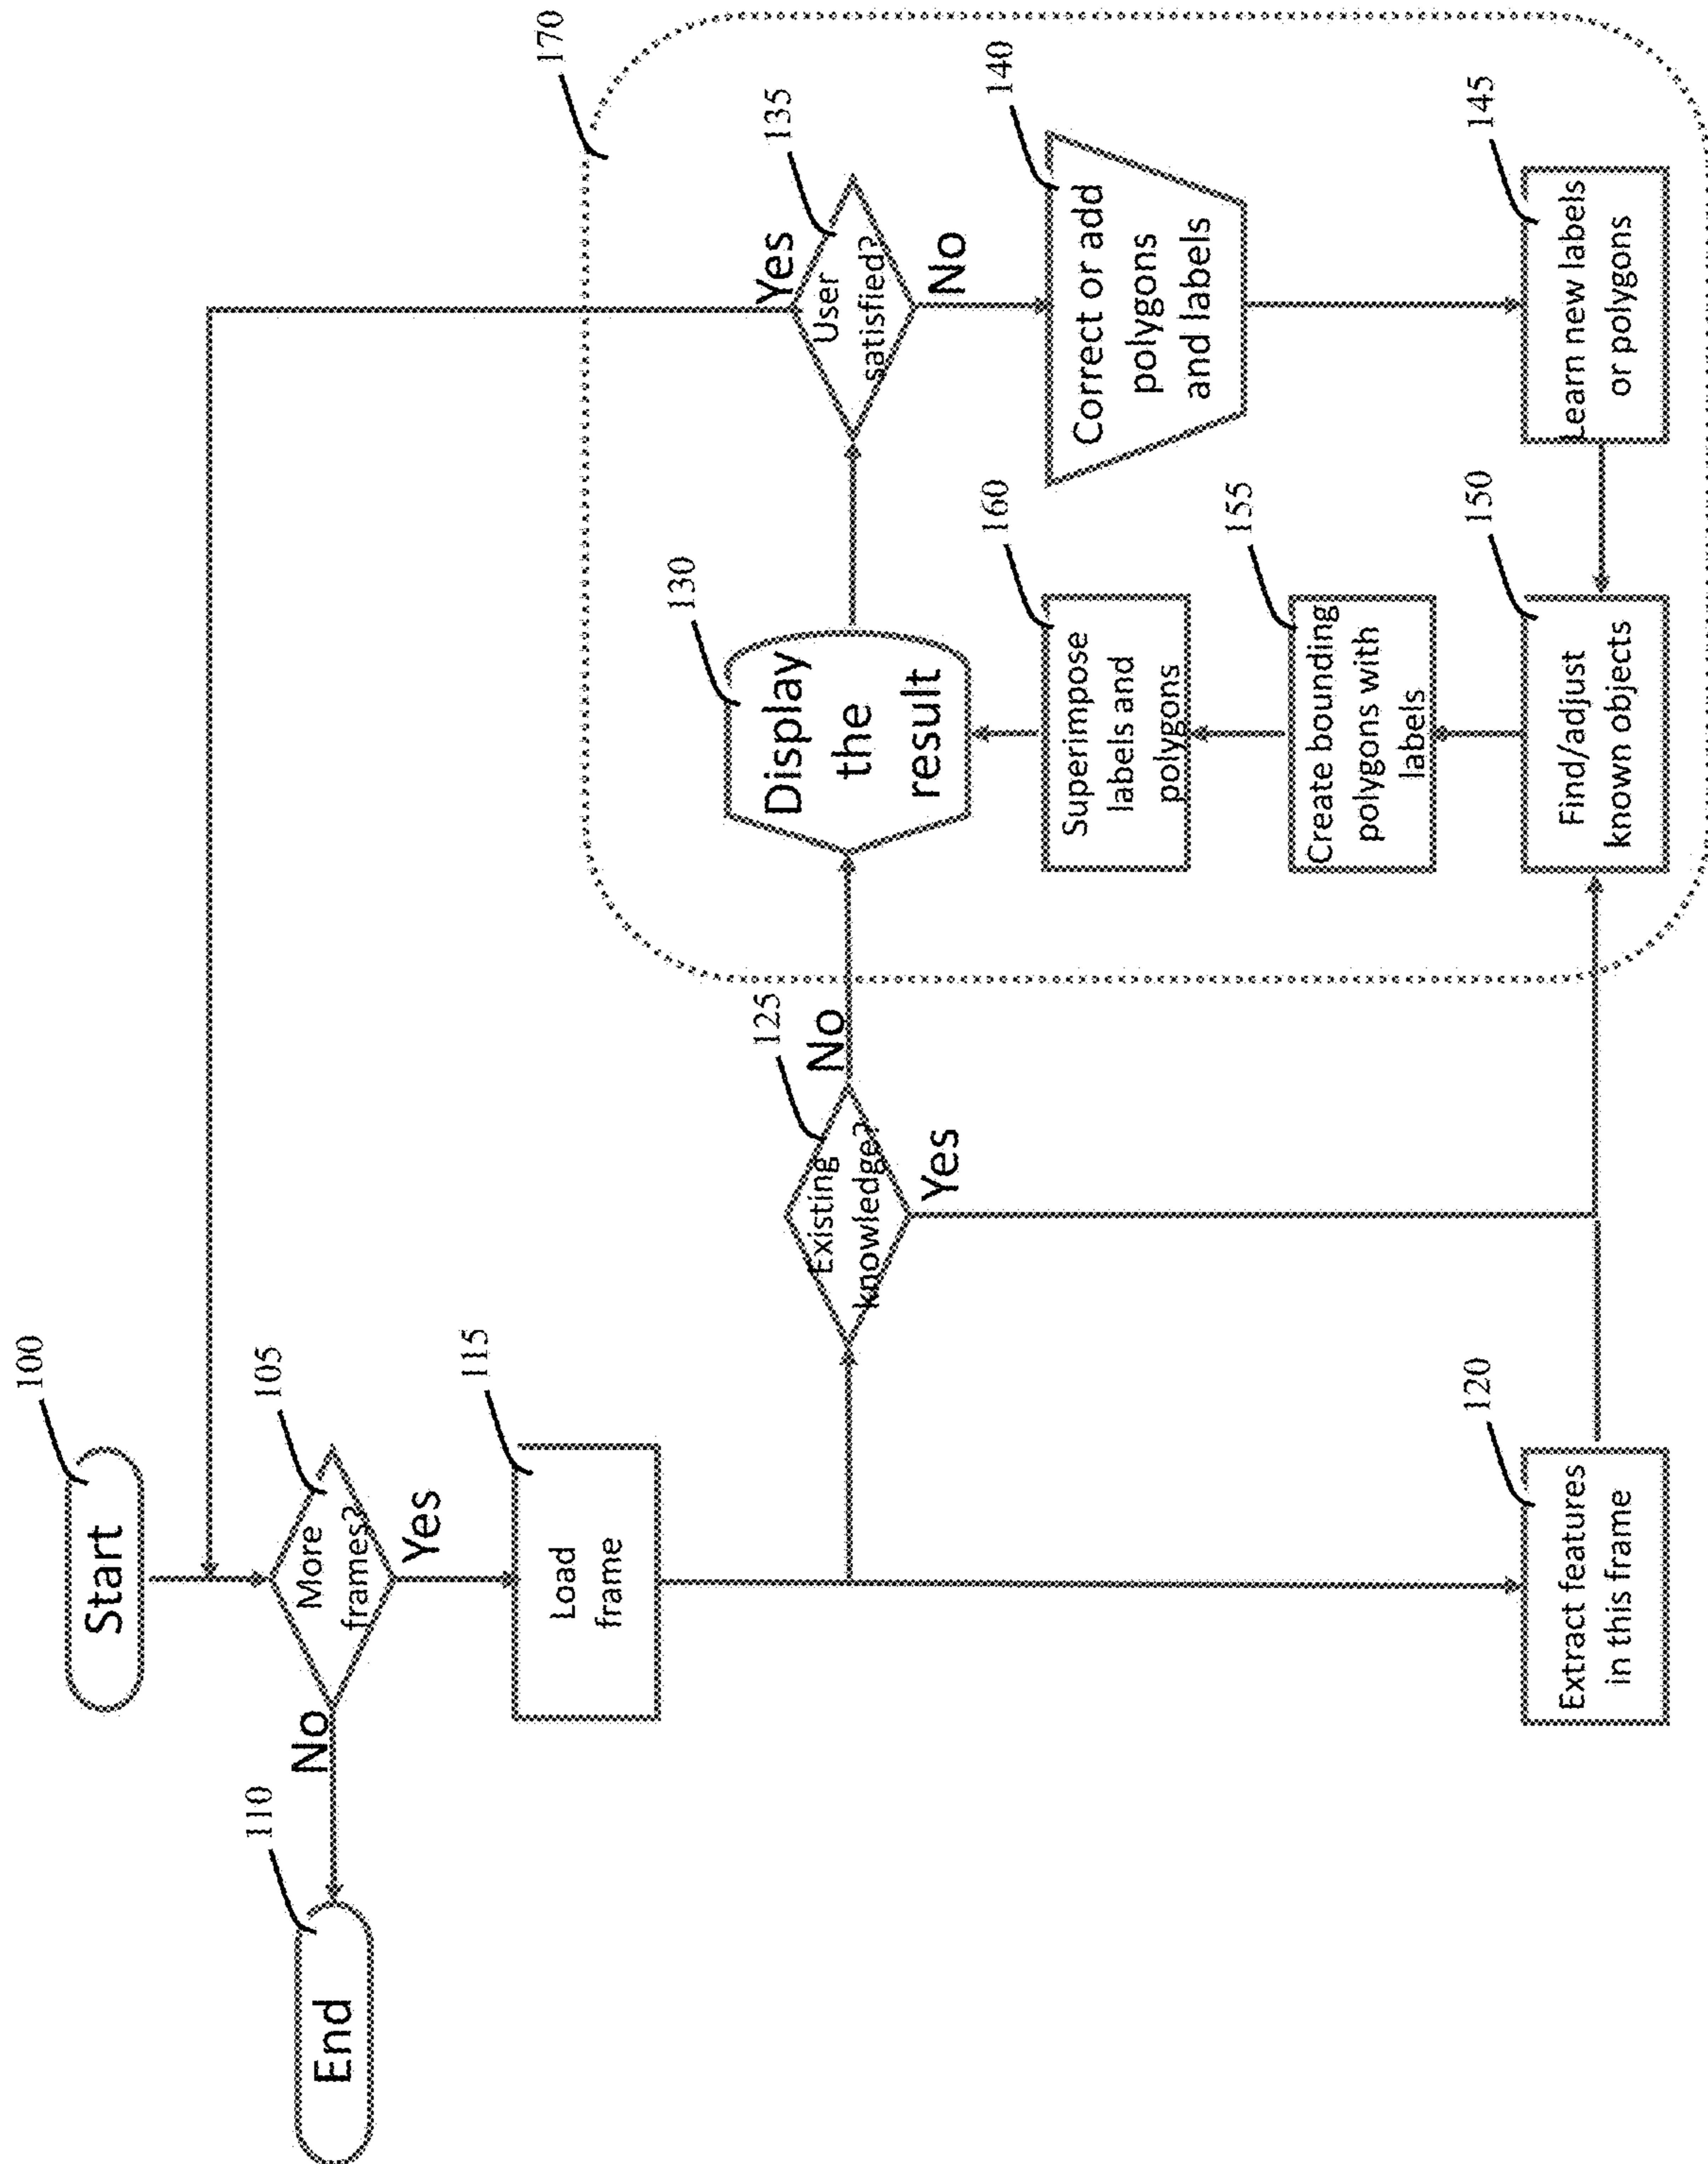 100
Start
105
More
frames?
No
Yes
110
End
115
Load
frame
120
Extract features
in this frame
125
Existing
knowledge?
No
Yes
170
130
Display
the
result
135
User
satisfied?
Yes
No
140
Correct or add
polygons
and labels
145
Learn new labels
or polygons
150
Find/adjust
known objects
155
Create bounding
polygons with
labels
160
Superimpose
labels and
polygons